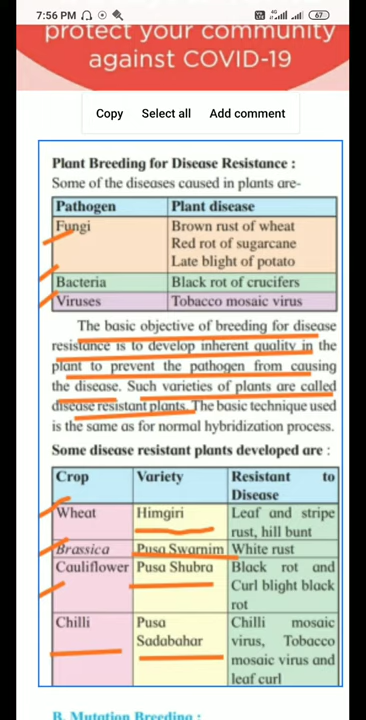 7:56 PM
4G
67
protect your community
against COVID-19
Copy Select all Add comment
Plant Breeding for Disease Resistance :
Some of the diseases caused in plants are-
Pathogen Plant disease
Fungi Brown rust of wheat
Red rot of sugarcane
Late blight of potato
Bacteria Black rot of crucifers
Viruses Tobacco mosaic virus
The basic objective of breeding for disease
resistance is to develop inherent quality in the
plant to prevent the pathogen from causing
the disease. Such varieties of plants are called
disease resistant plants. The basic technique used
is the same as for normal hybridization process.
Some disease resistant plants developed are :
Crop Variety Resistant to
Disease
Wheat Himgiri Leaf and stripe
rust, hill bunt
Brassica Pusa Swarnim White rust
Cauliflower Pusa Shubra Black rot and
Curl blight black
rot
Chilli Pusa Chilli mosaic
Sadabahar virus, Tobacco
mosaic virus and
leaf curl
B. Mutation Breeding :